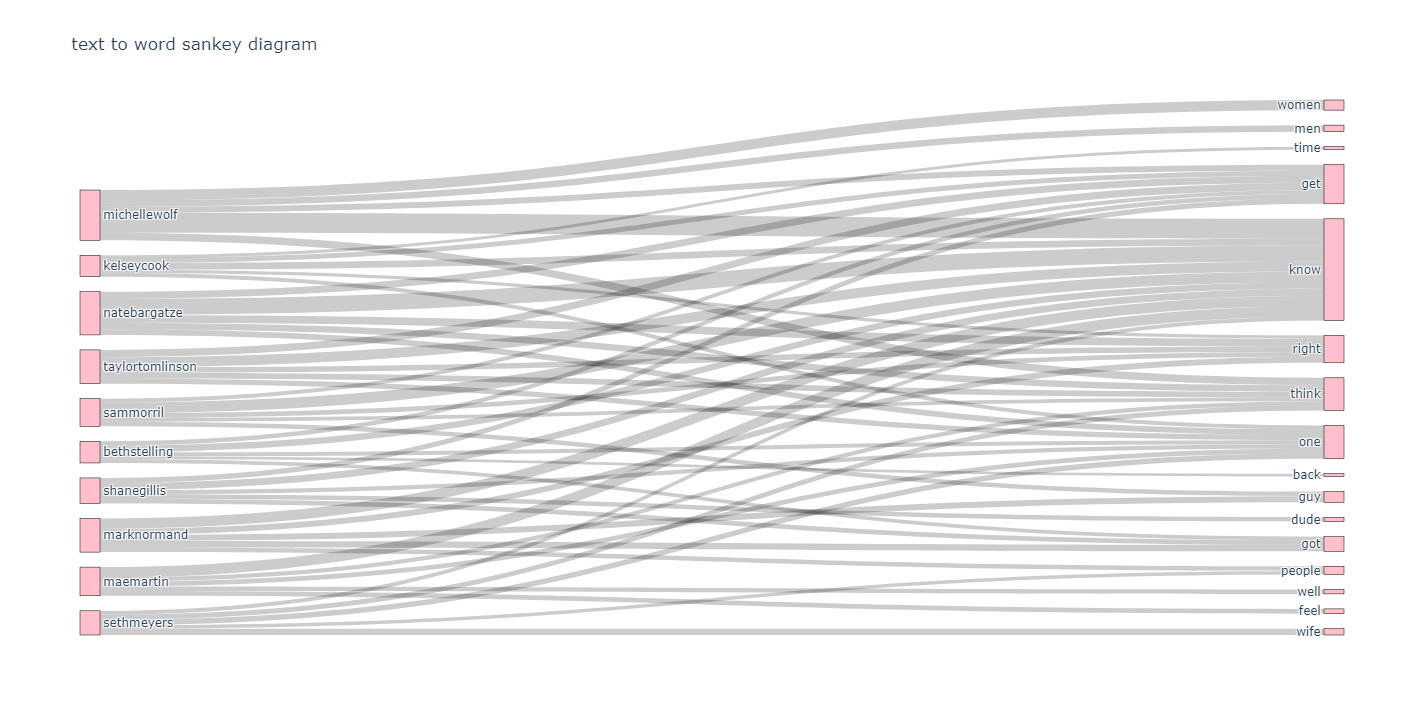 text to word sankey diagram
michellewolf
kelseycook
natebargatze
taylortomlinson
sammorril
bethstelling
shanegillis
marknormand
maemartin
sethmeyers
women
men
time
get
know
right
think
one
back
guy
dude
got
people
well
feel
wife